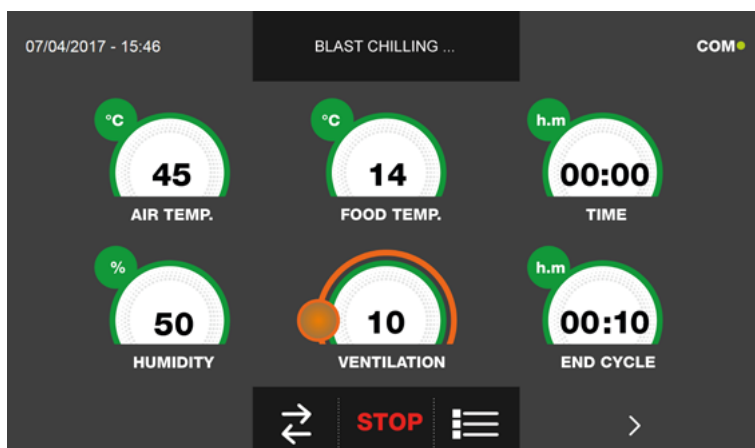 07/04/2017 - 15:46
BLAST CHILLING ...
COM
°C
45
AIR TEMP.
°C
14
FOOD TEMP.
h.m
00:00
TIME
%
50
HUMIDITY
10
VENTILATION
h.m
00:10
END CYCLE
STOP